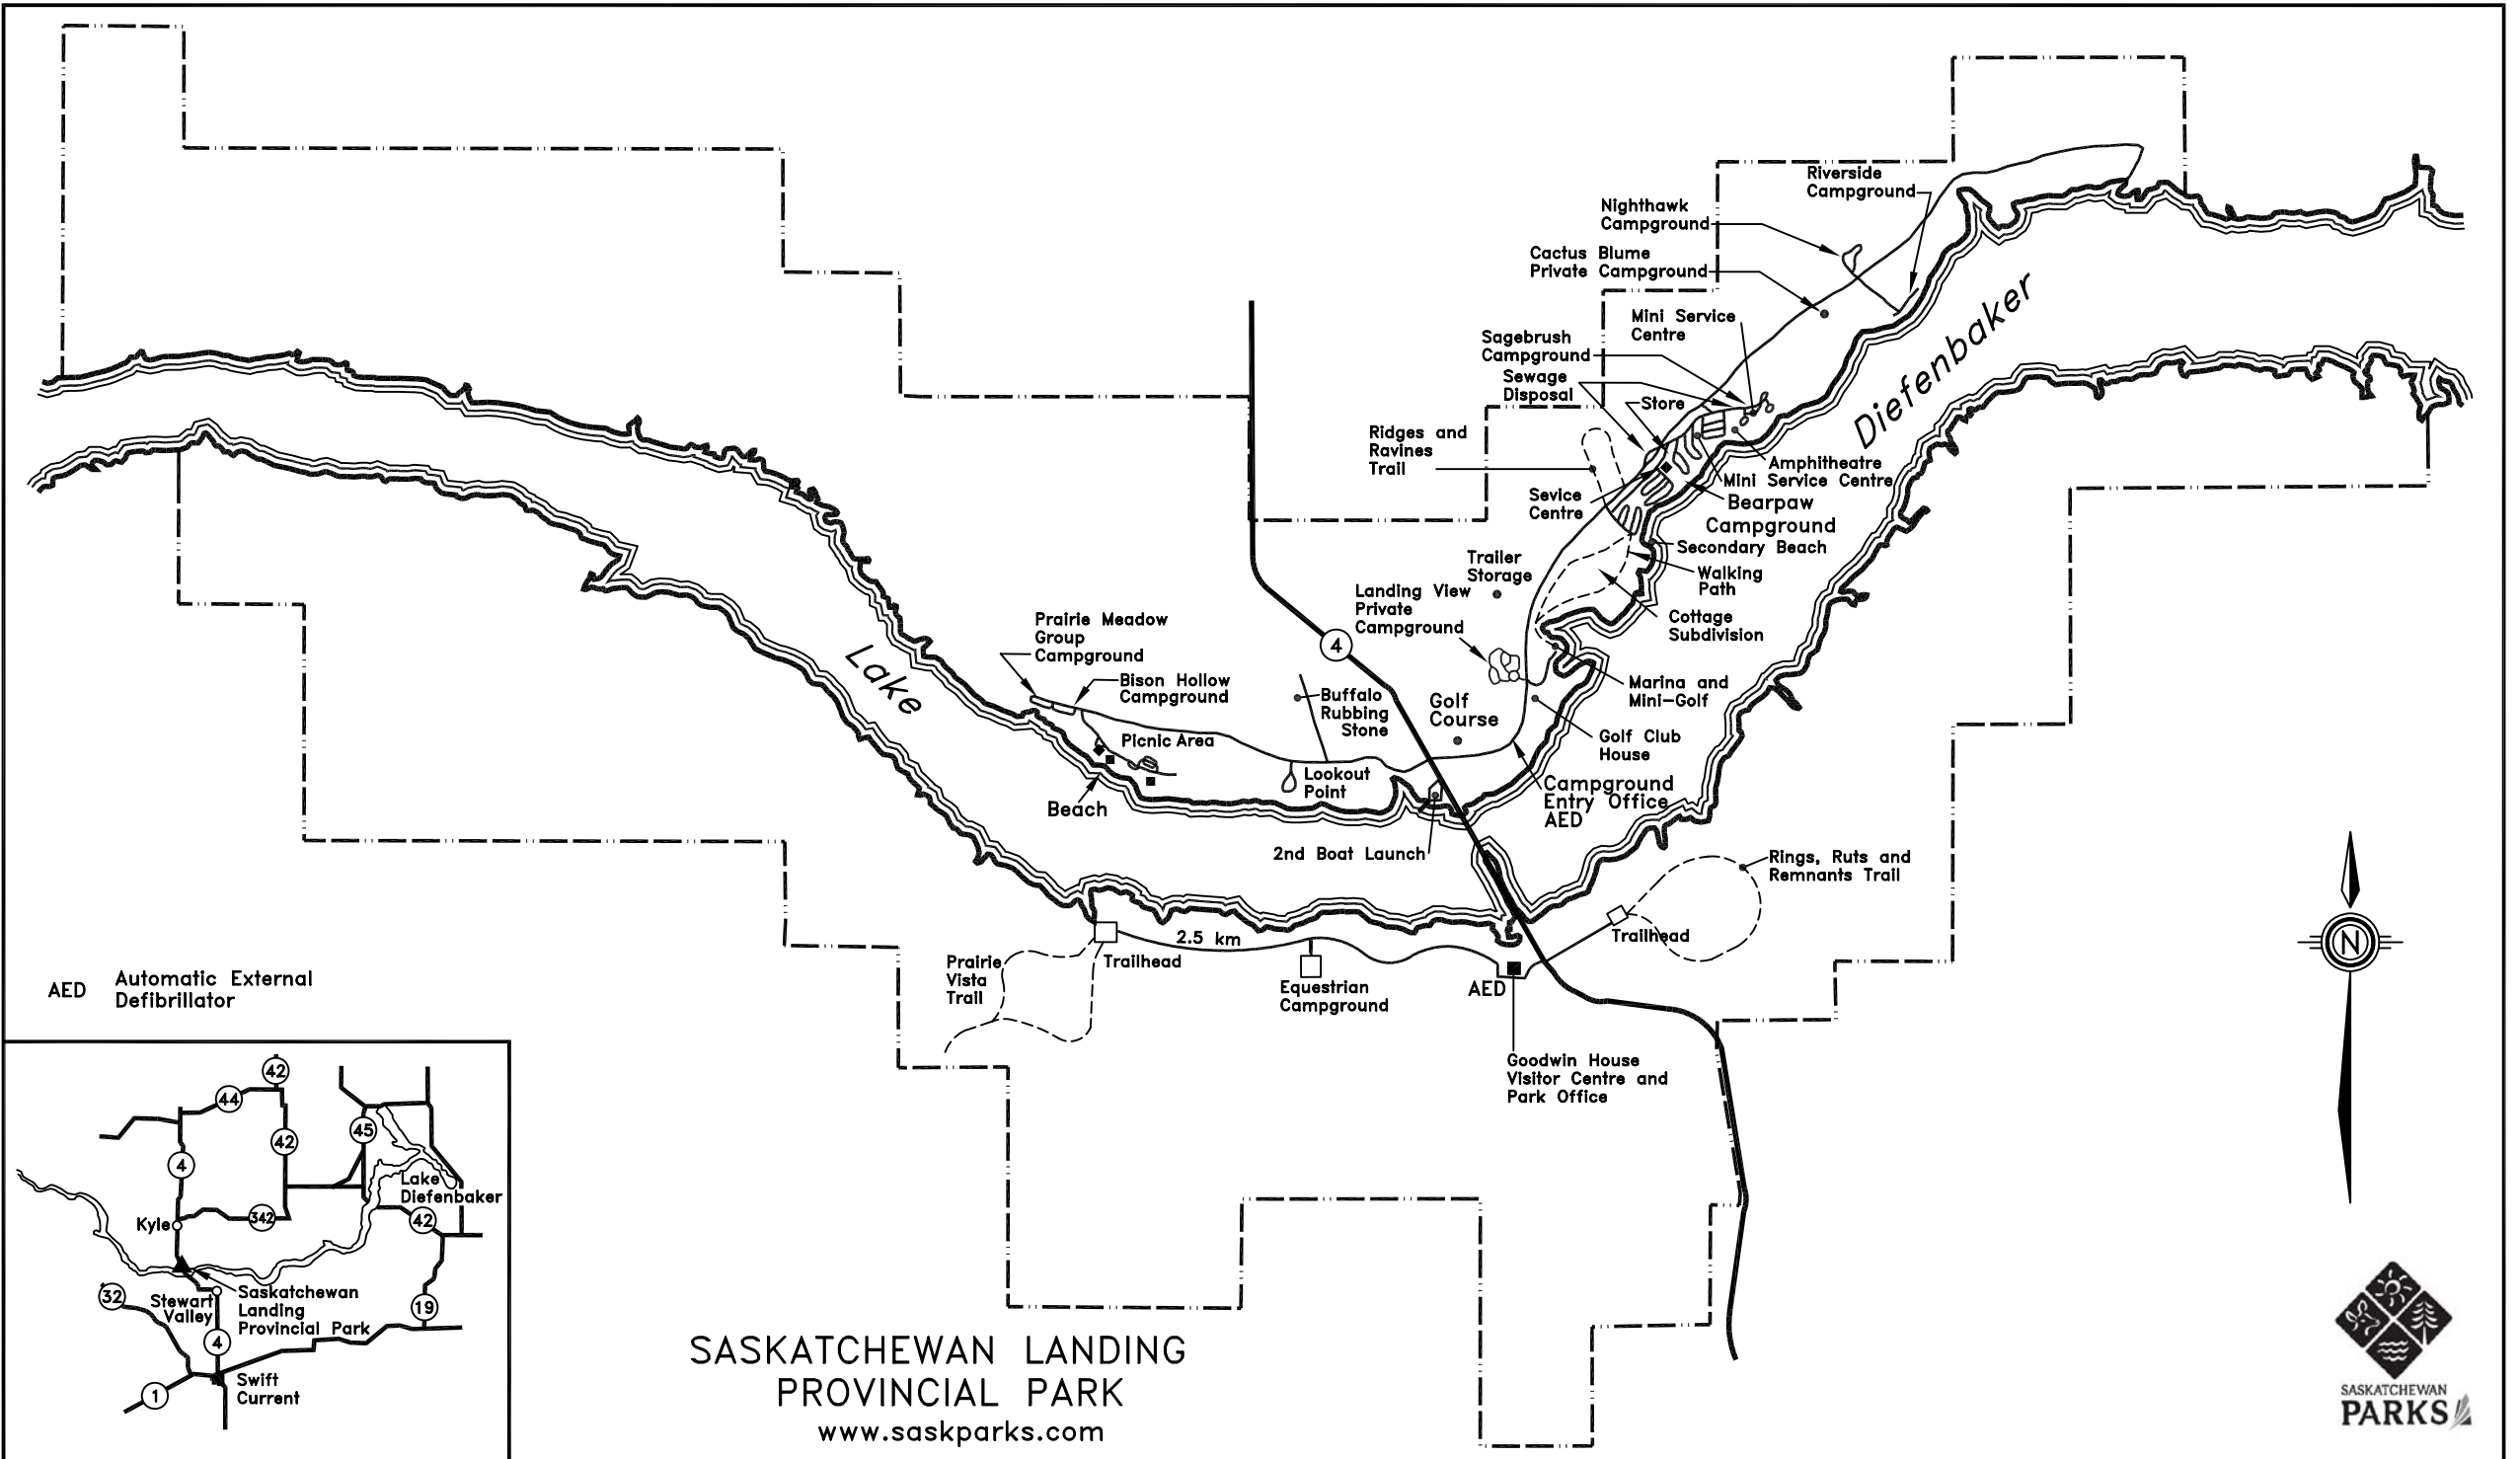 Riverside
Campground
Nighthawk
Campground
Cactus Blume
Private Campground
Mini Service
Centre
Sagebrush
Campground
Sewage
Disposal
Store
Ridges and
Ravines
Trail
Amphitheatre
Mini Service Centre
Sevice
Centre
Bearpaw
Campground
Secondary Beach
Walking
Path
Trailer
Storage
Landing View
Private
Campground
Cottage
Subdivision
Diefenbaker
Lake
4
Prairie Meadow
Group
Campground
Bison Hollow
Campground
Buffalo
Rubbing
Stone
Golf
Course
Marina and
Mini-Golf
Golf Club
House
Picnic Area
Lookout
Point
Beach
Campground
Entry Office
AED
2nd Boat Launch
Rings, Ruts and
Remnants Trail
Trailhead
2.5 km
Prairie
Vista
Trail
Trailhead
Equestrian
Campground
AED
Goodwin House
Visitor Centre and
Park Office
N
AED Automatic External
Defibrillator
42
44
42
45
4
Lake
Diefenbaker
Kyle
342
42
32
Stewart
Valley
Saskatchewan
Landing
Provincial Park
19
4
Swift
Current
1
SASKATCHEWAN LANDING
PROVINCIAL PARK
www.saskparks.com
SASKATCHEWAN
PARKS